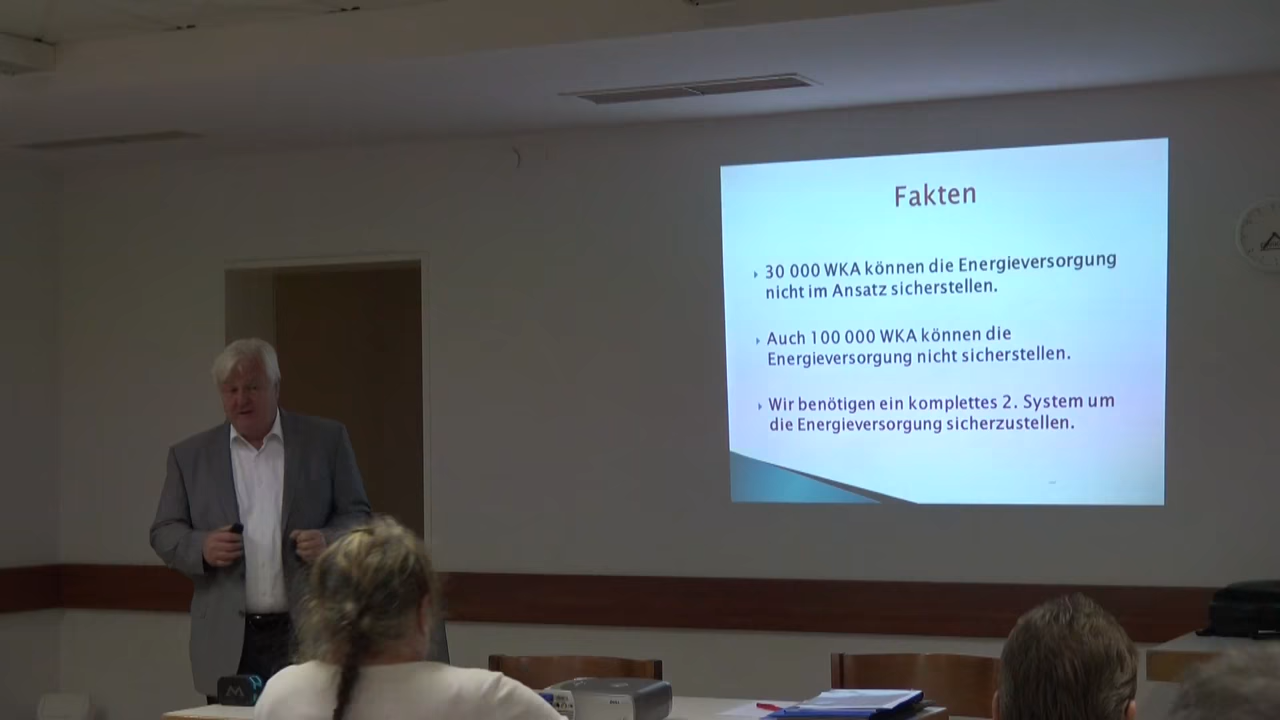 Fakten
30 000 WKA können die Energieversorgung
nicht im Ansatz sicherstellen.
Auch 100 000 WKA können die
Energieversorgung nicht sicherstellen.
Wir benötigen ein komplettes 2. System um
die Energieversorgung sicherzustellen.